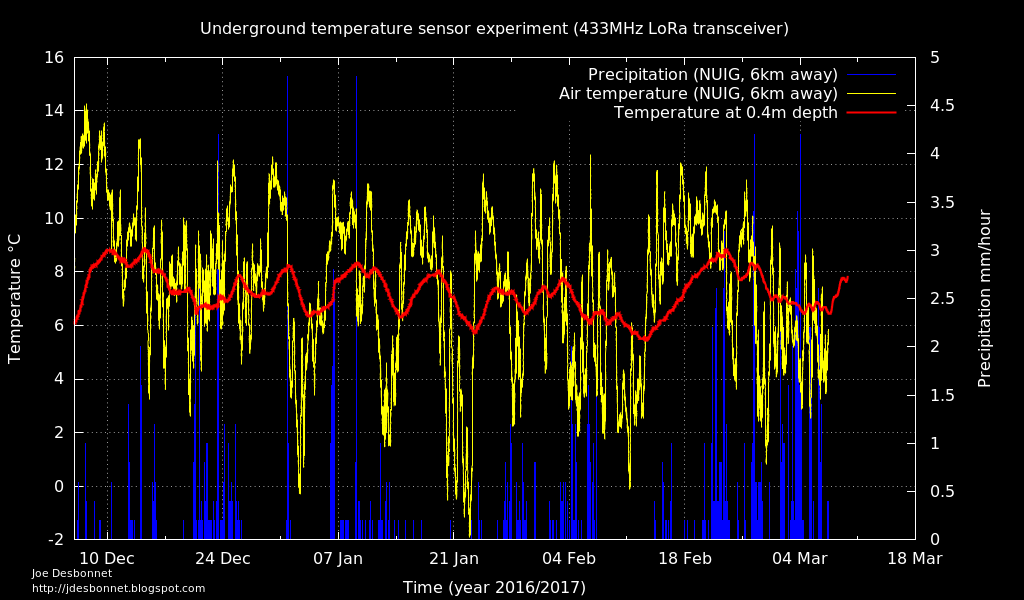 Underground temperature sensor experiment (433MHz LoRa transceiver)
Precipitation (NUIG, 6km away)
Air temperature (NUIG, 6km away)
Temperature at 0.4m depth
Temperature °C
16
14
12
10
8
6
4
2
0
-2
5
4.5
4
3.5
3
2.5
2
1.5
1
0.5
0
Precipitation mm/hour
10 Dec 24 Dec 07 Jan 21 Jan 04 Feb 18 Feb 04 Mar 18 Mar
Time (year 2016/2017)
Joe Desbonnet
http://jdesbonnet.blogspot.com